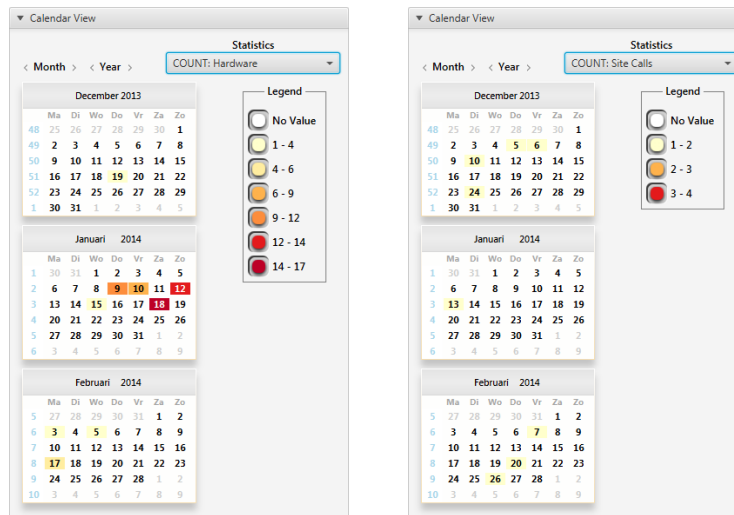 ▼ Calendar View
Statistics
< Month > < Year > COUNT: Hardware
December 2013
Ma Di Wo Do Vr Za Zo
48 25 26 27 28 29 30 1
49 2 3 4 5 6 7 8
50 9 10 11 12 13 14 15
51 16 17 18 19 20 21 22
52 23 24 25 26 27 28 29
1 30 31 1 2 3 4 5
Januari 2014
Ma Di Wo Do Vr Za Zo
1 30 31 1 2 3 4 5
2 6 7 8 9 10 11 12
3 13 14 15 16 17 18 19
4 20 21 22 23 24 25 26
5 27 28 29 30 31 1 2
6 3 4 5 6 7 8 9
Februari 2014
Ma Di Wo Do Vr Za Zo
5 27 28 29 30 31 1 2
6 3 4 5 6 7 8 9
7 10 11 12 13 14 15 16
8 17 18 19 20 21 22 23
9 24 25 26 27 28 1 2
10 3 4 5 6 7 8 9
Legend
No Value
1 - 4
4 - 6
6 - 9
9 - 12
12 - 14
14 - 17
▼ Calendar View
Statistics
< Month > < Year > COUNT: Site Calls
December 2013
Ma Di Wo Do Vr Za Zo
48 25 26 27 28 29 30 1
49 2 3 4 5 6 7 8
50 9 10 11 12 13 14 15
51 16 17 18 19 20 21 22
52 23 24 25 26 27 28 29
1 30 31 1 2 3 4 5
Januari 2014
Ma Di Wo Do Vr Za Zo
1 30 31 1 2 3 4 5
2 6 7 8 9 10 11 12
3 13 14 15 16 17 18 19
4 20 21 22 23 24 25 26
5 27 28 29 30 31 1 2
6 3 4 5 6 7 8 9
Februari 2014
Ma Di Wo Do Vr Za Zo
5 27 28 29 30 31 1 2
6 3 4 5 6 7 8 9
7 10 11 12 13 14 15 16
8 17 18 19 20 21 22 23
9 24 25 26 27 28 1 2
10 3 4 5 6 7 8 9
Legend
No Value
1 - 2
2 - 3
3 - 4